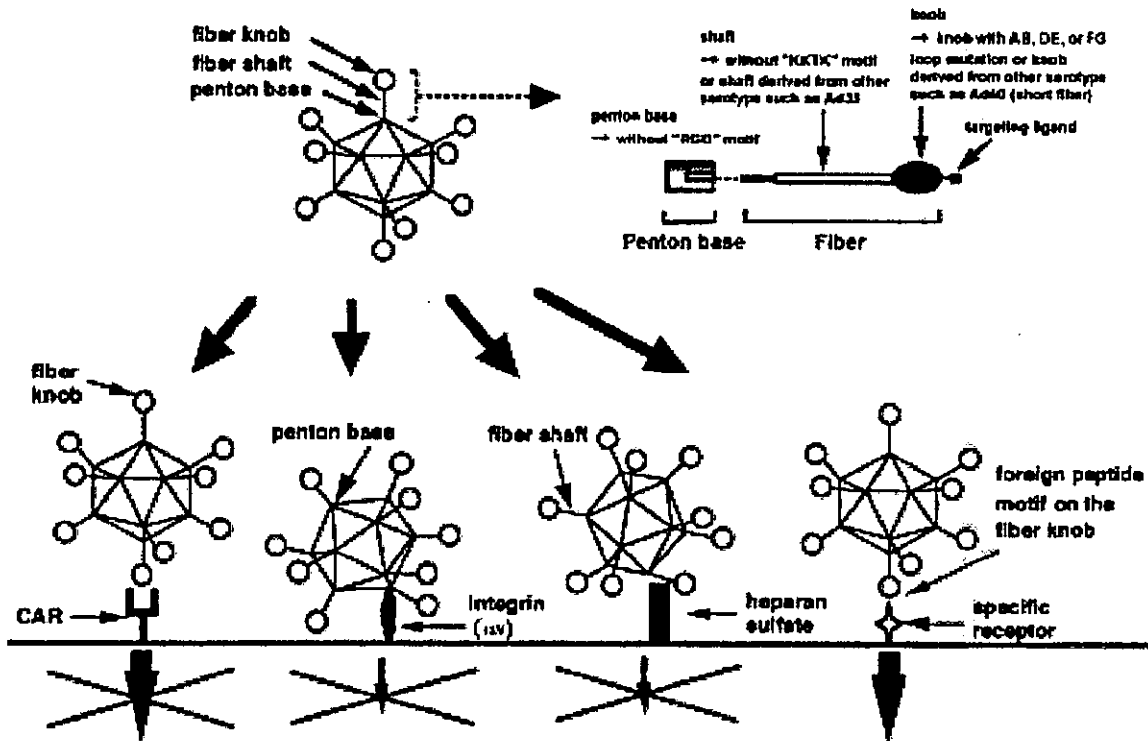 fiber knob
fiber shaft
penton base
shaft
→ without "KKTK" motif
or shaft derived from other
serotype such as Ad35
knob
→ knob with AB, DE, or FG
loop mutation or knob
derived from other serotype
such as Ad40 (short fiber)
penton base
→ without "RGD" motif
targeting ligand
Penton base
Fiber
fiber
knob
penton base
fiber shaft
foreign peptide
motif on the
fiber knob
CAR
integrin
heparan
sulfate
specific
receptor